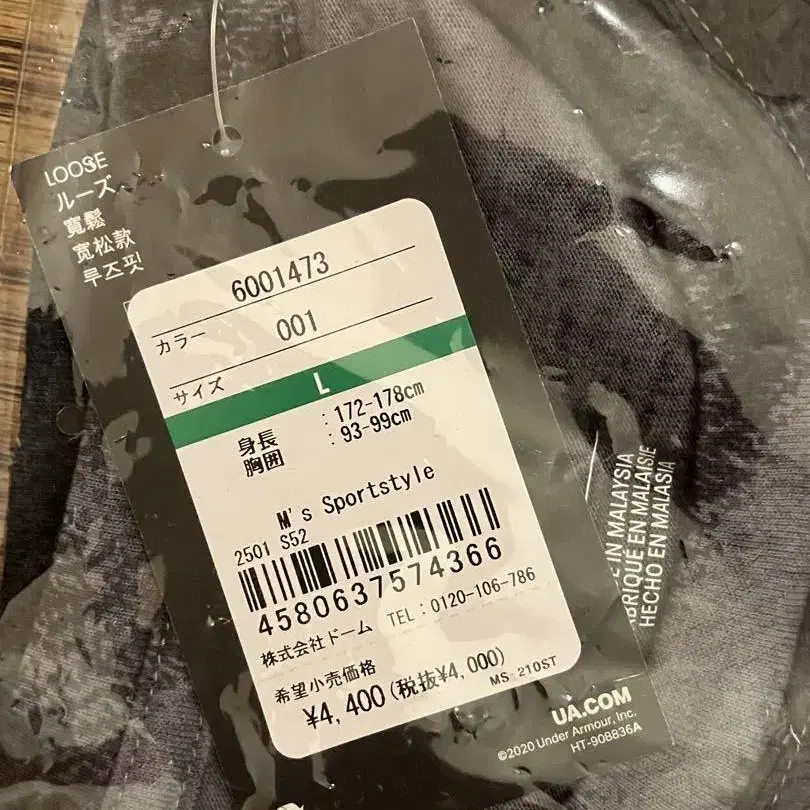 LOOSE
ルーズ
寬鬆
宽松款
루즈핏
6001473
カラー 001
サイズ L
身長 : 172-178cm
胸囲 : 93-99cm
M's Sportstyle
2501 S52
4580637574366
株式会社ドーム TEL:0120-106-786
希望小売価格
¥4,400(税抜¥4,000)
MS 210ST
UA.COM
©2020 Under Armour, Inc.
HT-908836A
IN MALAYSIA
BRIQUÉ EN MALAISIE
HECHO EN MALASIA